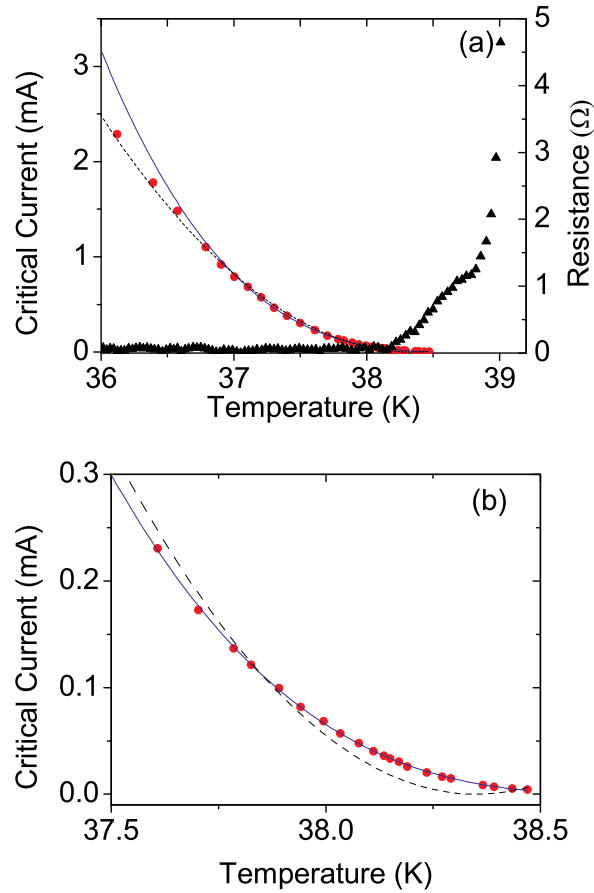 (a)
3
2
1
0
Critical Current (mA)
5
4
3
2
1
0
Resistance (Ω)
36 37 38 39
Temperature (K)
(b)
0.3
0.2
0.1
0.0
Critical Current (mA)
37.5 38.0 38.5
Temperature (K)